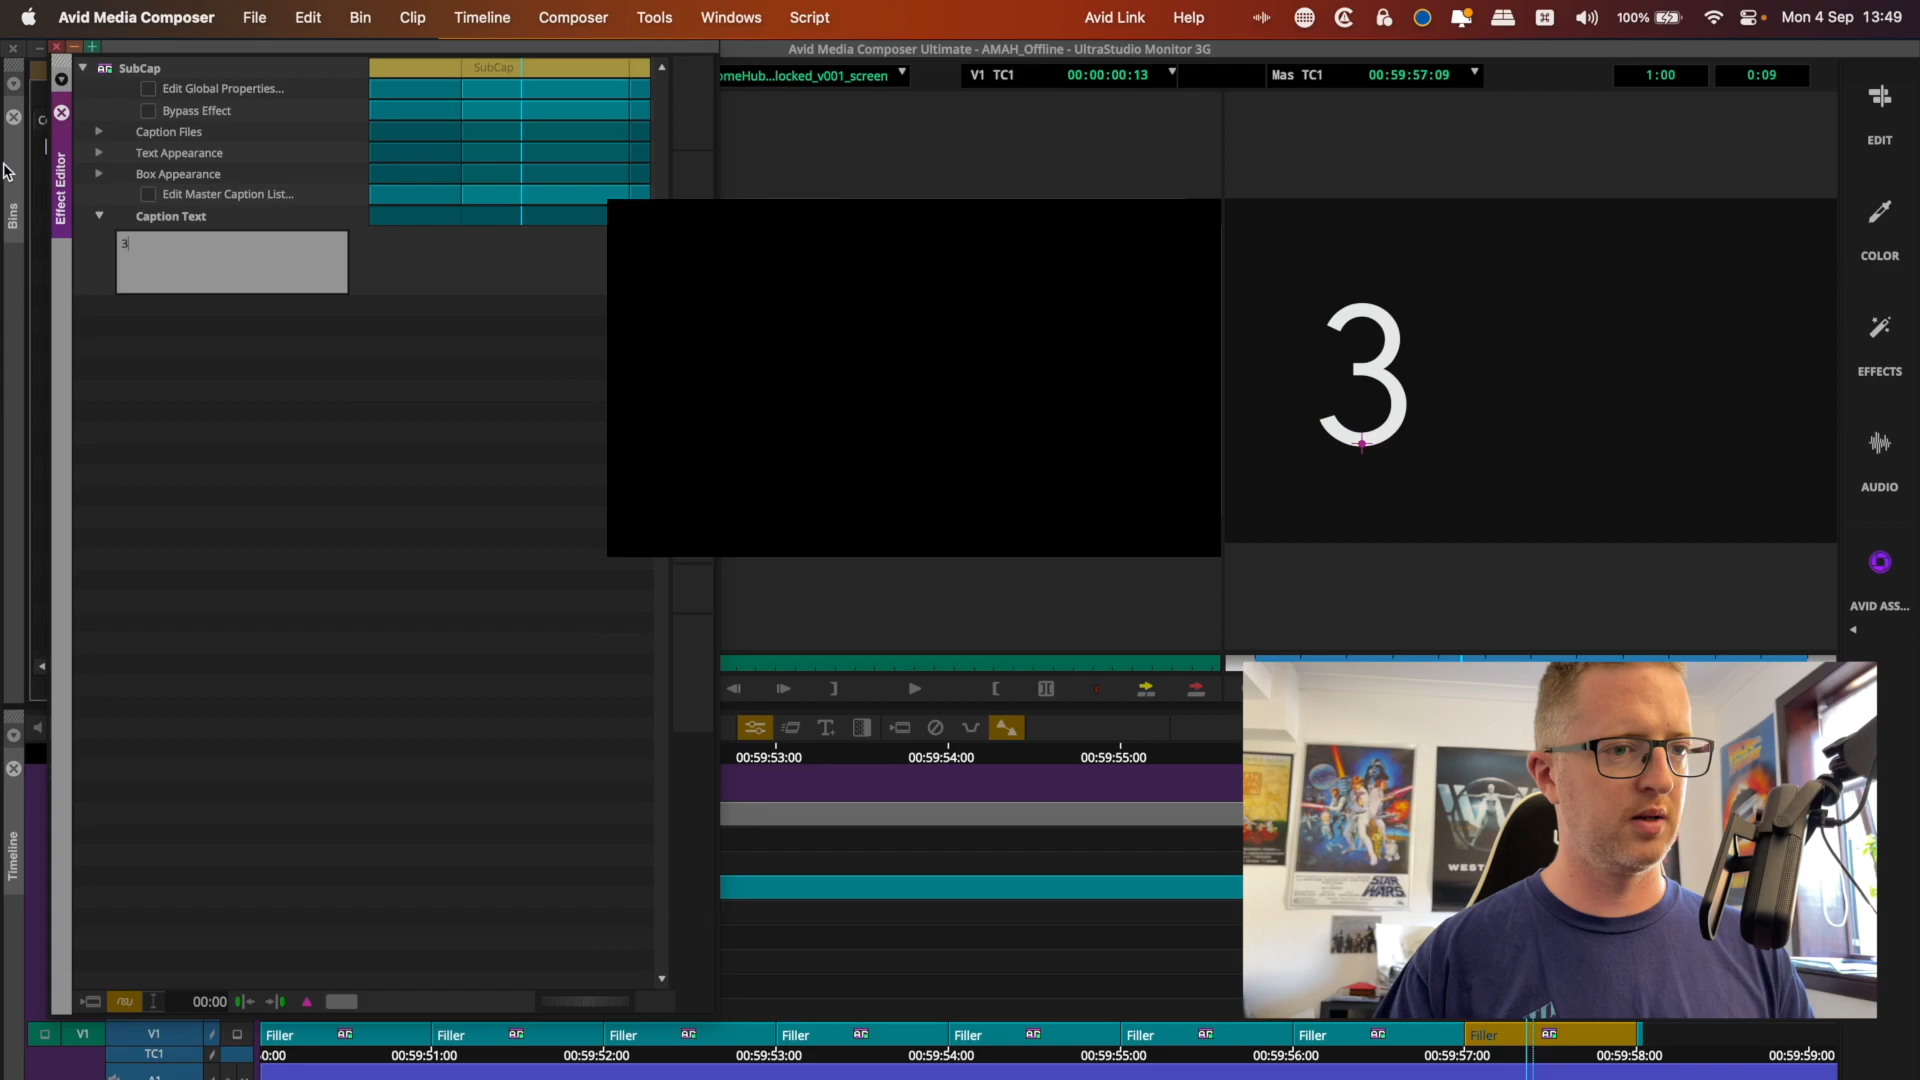 Avid Media Composer File Edit Bin Clip Timeline Composer Tools Windows Script Avid Link Help 100% Mon 4 Sep 13:49
Avid Media Composer Ultimate - AMAH_Offline - UltraStudio Monitor 3G
SubCap SubCap
omeHub...locked_v001_screen V1 TC1 00:00:00:13 Mas TC1 00:59:57:09 1:00 0:09
Edit Global Properties...
Bypass Effect
Caption Files
Text Appearance
Box Appearance
Edit Master Caption List...
Caption Text
3
Bins
Effect Editor
3
EDIT
COLOR
EFFECTS
AUDIO
AVID ASS...
00:59:53:00 00:59:54:00 00:59:55:00
Timeline
STAR
WARS
WEST
00:00
V1 V1 Filler Filler Filler Filler Filler Filler Filler Filler
TC1 0:00 00:59:51:00 00:59:52:00 00:59:53:00 00:59:54:00 00:59:55:00 00:59:56:00 00:59:57:00 00:59:58:00 00:59:59:00
A1